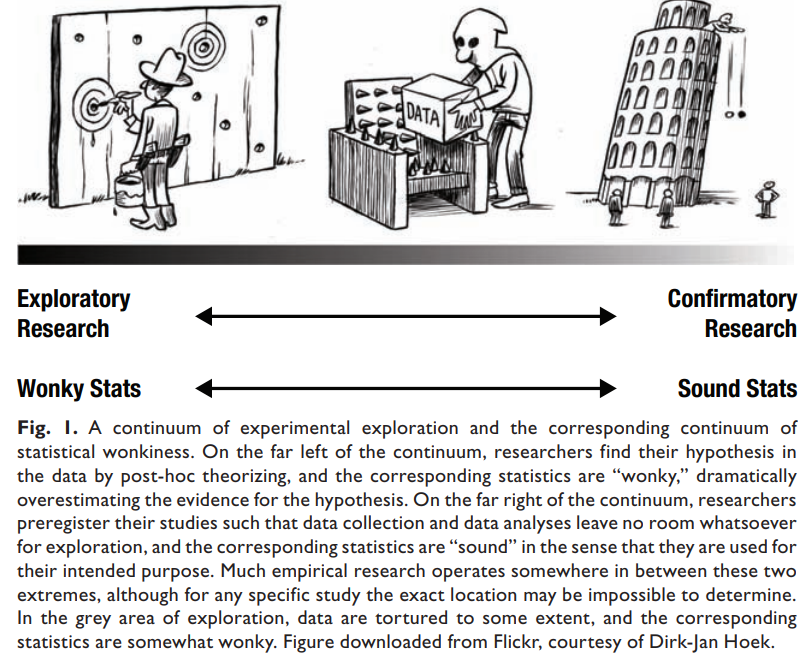 DATA
Exploratory
Research
Confirmatory
Research
Wonky Stats
Sound Stats
Fig. 1. A continuum of experimental exploration and the corresponding continuum of
statistical wonkiness. On the far left of the continuum, researchers find their hypothesis in
the data by post-hoc theorizing, and the corresponding statistics are “wonky,” dramatically
overestimating the evidence for the hypothesis. On the far right of the continuum, researchers
preregister their studies such that data collection and data analyses leave no room whatsoever
for exploration, and the corresponding statistics are “sound” in the sense that they are used for
their intended purpose. Much empirical research operates somewhere in between these two
extremes, although for any specific study the exact location may be impossible to determine.
In the grey area of exploration, data are tortured to some extent, and the corresponding
statistics are somewhat wonky. Figure downloaded from Flickr, courtesy of Dirk-Jan Hoek.